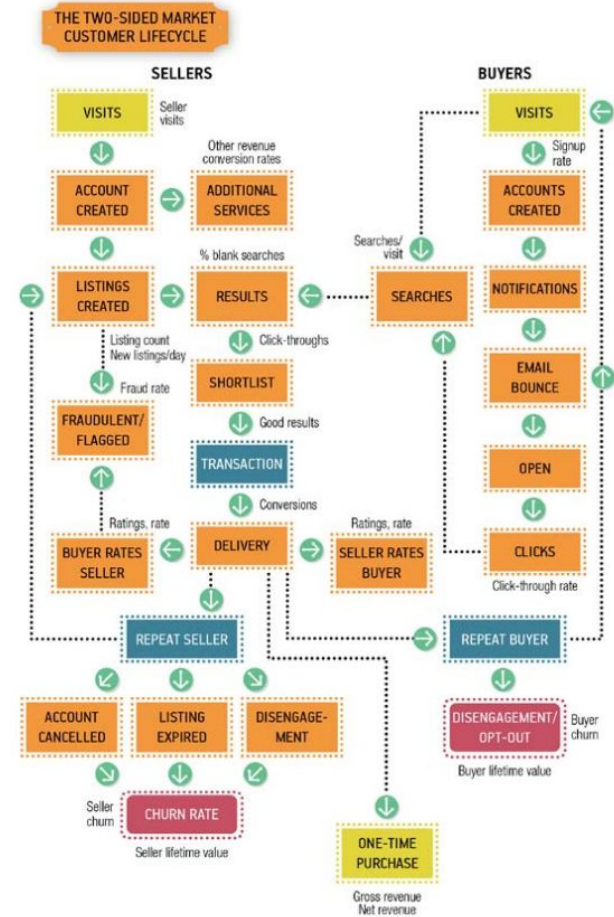 THE TWO-SIDED MARKET
CUSTOMER LIFECYCLE
SELLERS
BUYERS
VISITS
Seller
visits
VISITS
Signup
rate
Other revenue
conversion rates
ACCOUNT
CREATED
ADDITIONAL
SERVICES
ACCOUNTS
CREATED
Searches/
visit
% blank searches
LISTINGS
CREATED
RESULTS
SEARCHES
NOTIFICATIONS
Listing count
New listings/day
Click-throughs
Fraud rate
SHORTLIST
EMAIL
BOUNCE
FRAUDULENT/
FLAGGED
Good results
TRANSACTION
OPEN
Conversions
Ratings, rate
Ratings, rate
BUYER RATES
SELLER
DELIVERY
SELLER RATES
BUYER
CLICKS
Click-through rate
REPEAT SELLER
REPEAT BUYER
ACCOUNT
CANCELLED
LISTING
EXPIRED
DISENGAGE-
MENT
DISENGAGEMENT/
OPT-OUT
Buyer
churn
Buyer lifetime value
Seller
churn
CHURN RATE
Seller lifetime value
ONE-TIME
PURCHASE
Gross revenue
Net revenue